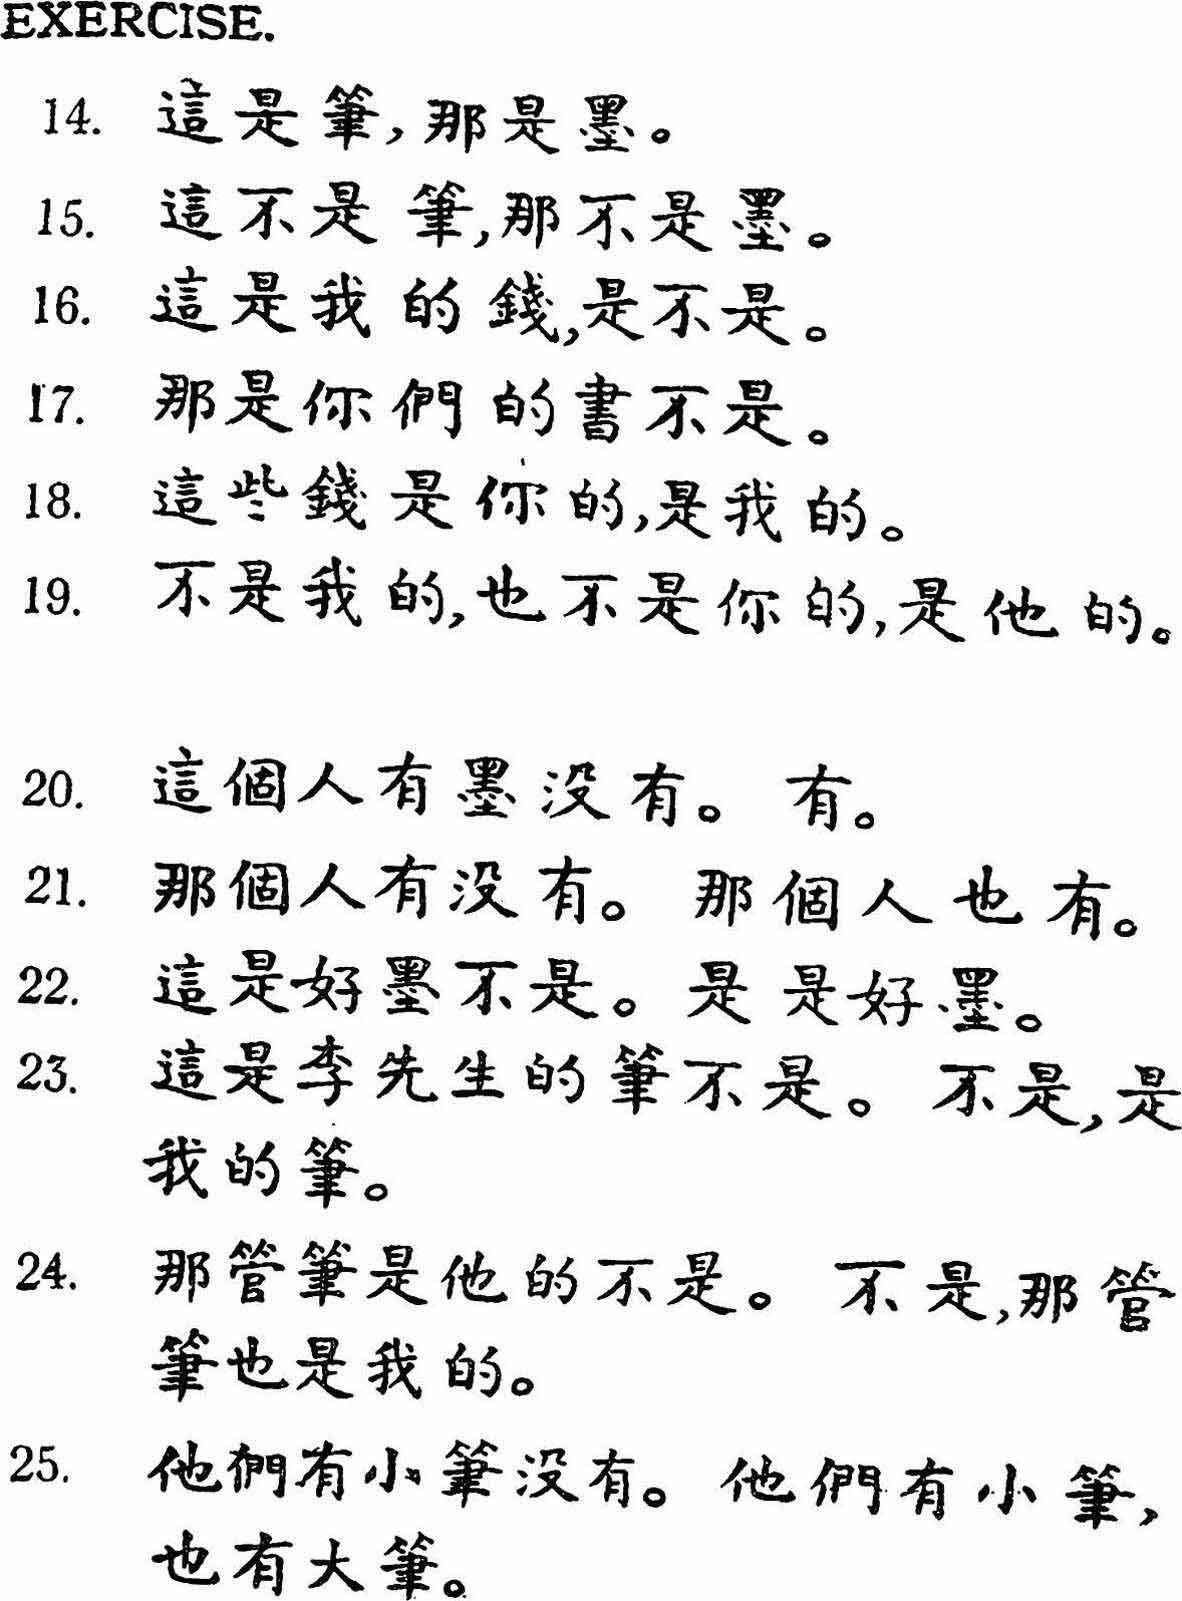 EXERCISE.
14. 這是筆,那是墨。
15. 這不是筆,那不是墨。
16. 這是我的錢,是不是。
17. 那是你們的書不是。
18. 這些錢是你的,是我的。
19. 不是我的,也不是你的,是他的。
20. 這個人有墨没有。 有。
21. 那個人有没有。 那個人也有。
22. 這是好墨不是。 是是好墨。
23. 這是李先生的筆不是。 不是,是
我的筆。
24. 那管筆是他的不是。 不是,那管
筆也是我的。
25. 他們有小筆没有。 他們有小筆,
也有大筆。